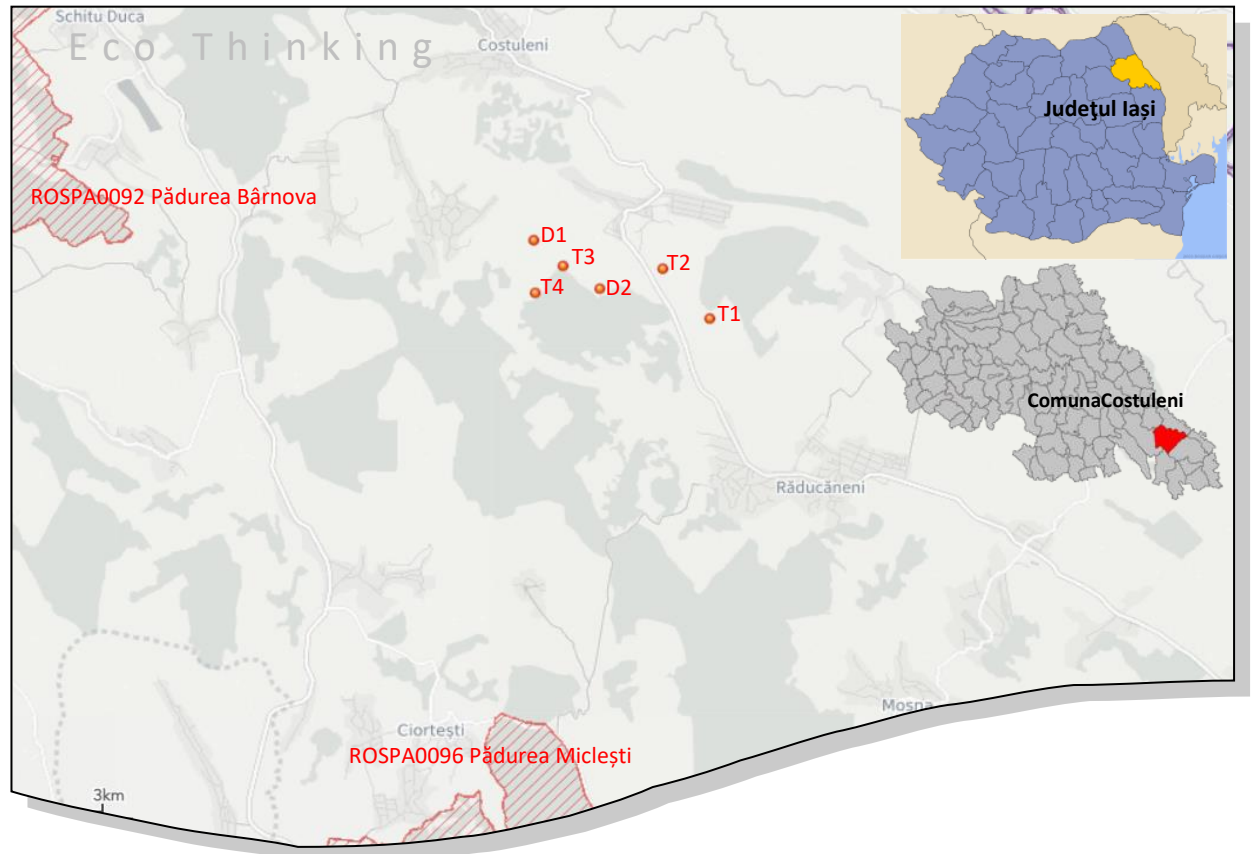 Schitu Duca
Eco Thinking
Costuleni
Județul Iași
ROSPA0092 Pădurea Bârnova
D1
T3
T2
T4
D2
T1
ComunaCostuleni
Răducăneni
Mosna
Ciortești
ROSPA0096 Pădurea Miclești
3km